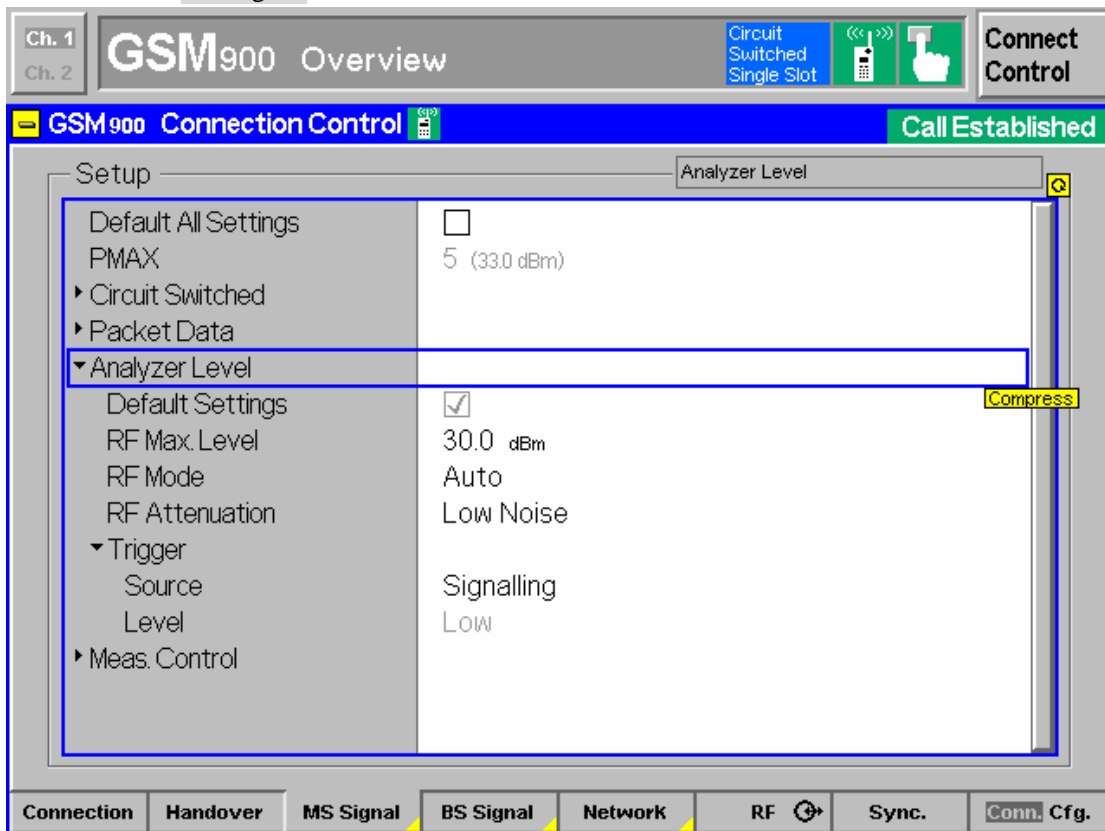 Ch. 1
Ch. 2
GSM900 Overview
Circuit
Switched
Single Slot
Connect
Control
GSM 900 Connection Control
Call Established
Setup
Analyzer Level
Default All Settings
PMAX 5 (33.0 dBm)
Circuit Switched
Packet Data
Analyzer Level
Compress
Default Settings
RF Max. Level 30.0 dBm
RF Mode Auto
RF Attenuation Low Noise
Trigger
Source Signalling
Level Low
Meas. Control
Connection Handover MS Signal BS Signal Network RF Sync. Conn. Cfg.